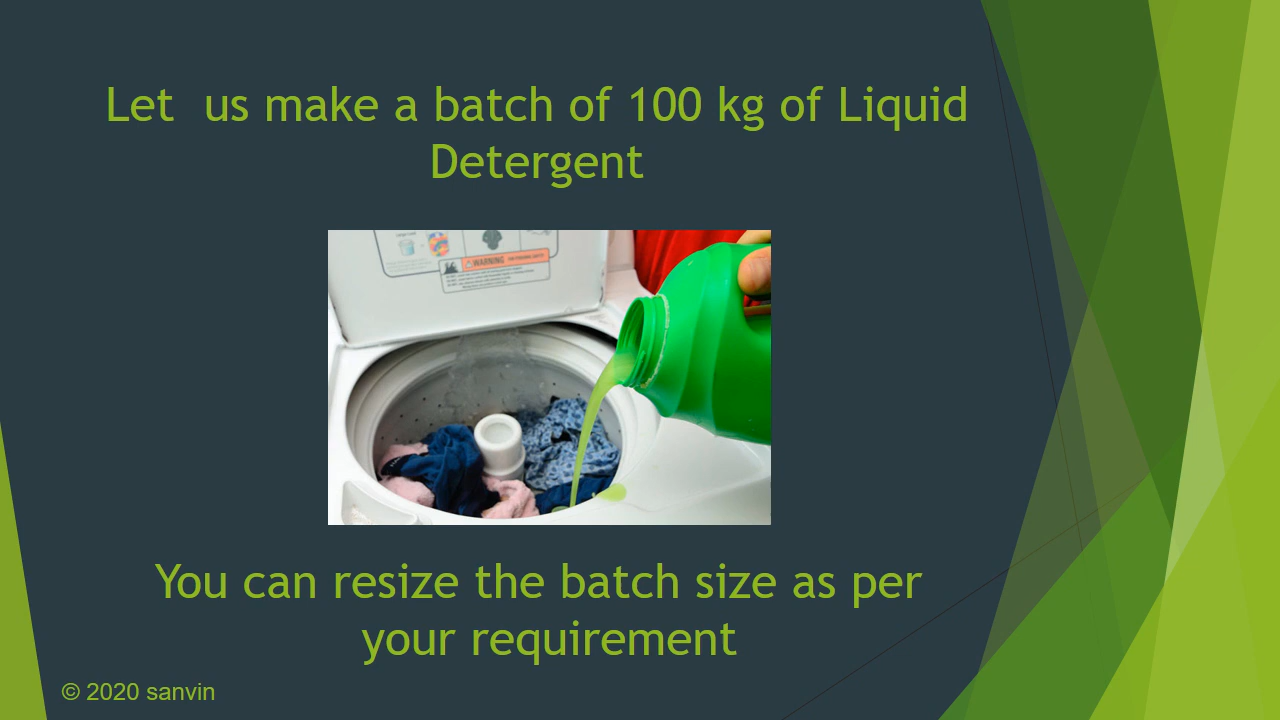 Let us make a batch of 100 kg of Liquid
Detergent
WARNING
You can resize the batch size as per
your requirement
© 2020 sanvin